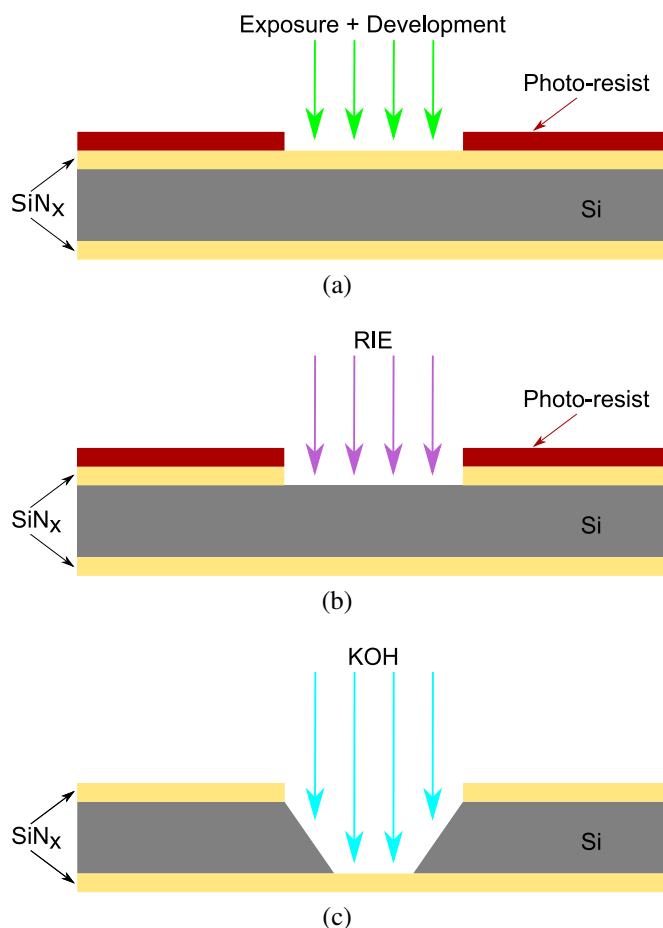 Exposure + Development
Photo-resist
SiNx
Si
(a)
RIE
Photo-resist
SiNx
Si
(b)
KOH
SiNx
Si
(c)